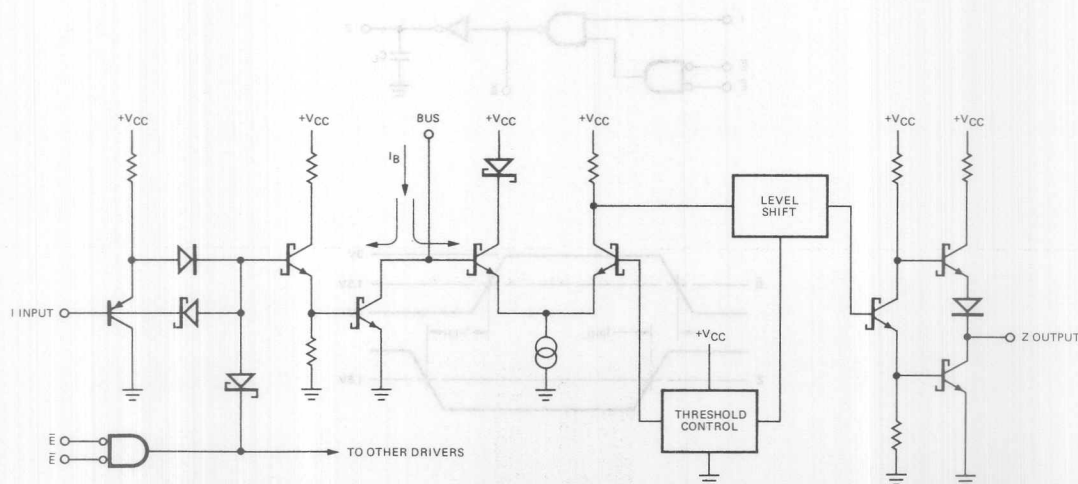 +VCC
+VCC
BUS
+VCC
+VCC
+VCC
+VCC
IB
LEVEL
SHIFT
I INPUT
+VCC
Z OUTPUT
THRESHOLD
CONTROL
E̅
E̅
TO OTHER DRIVERS